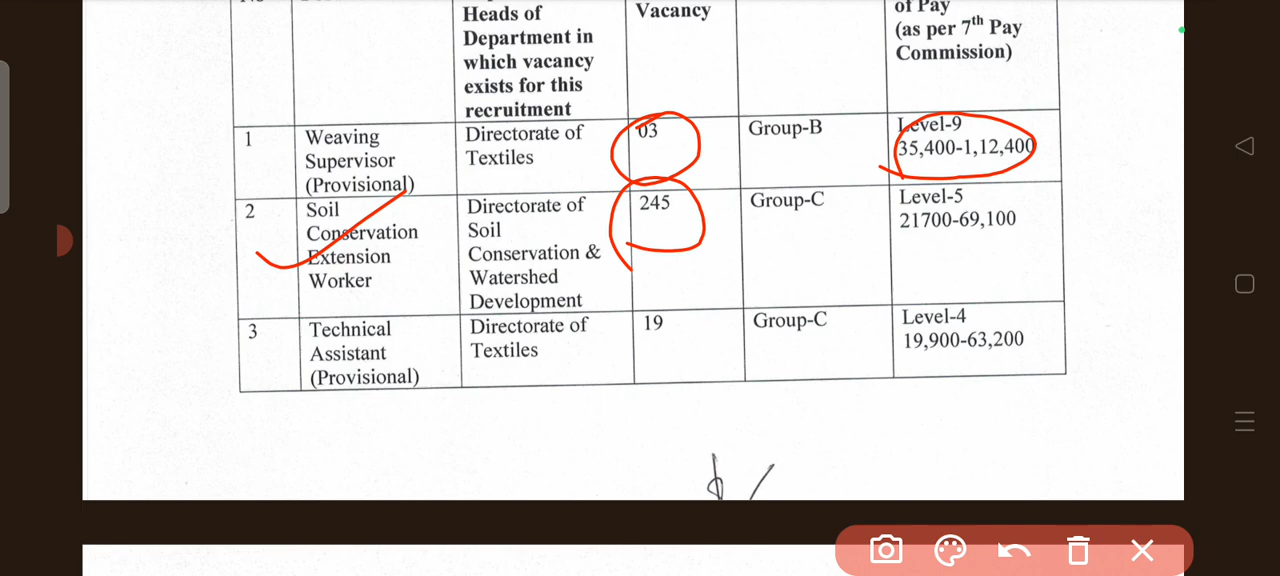 Heads of
Department in
which vacancy
exists for this
recruitment
Vacancy
of Pay
(as per 7th Pay
Commission)
1
Weaving
Supervisor
(Provisional)
Directorate of
Textiles
03
Group-B
Level-9
35,400-1,12,400
2
Soil
Conservation
Extension
Worker
Directorate of
Soil
Conservation &
Watershed
Development
245
Group-C
Level-5
21700-69,100
3
Technical
Assistant
(Provisional)
Directorate of
Textiles
19
Group-C
Level-4
19,900-63,200